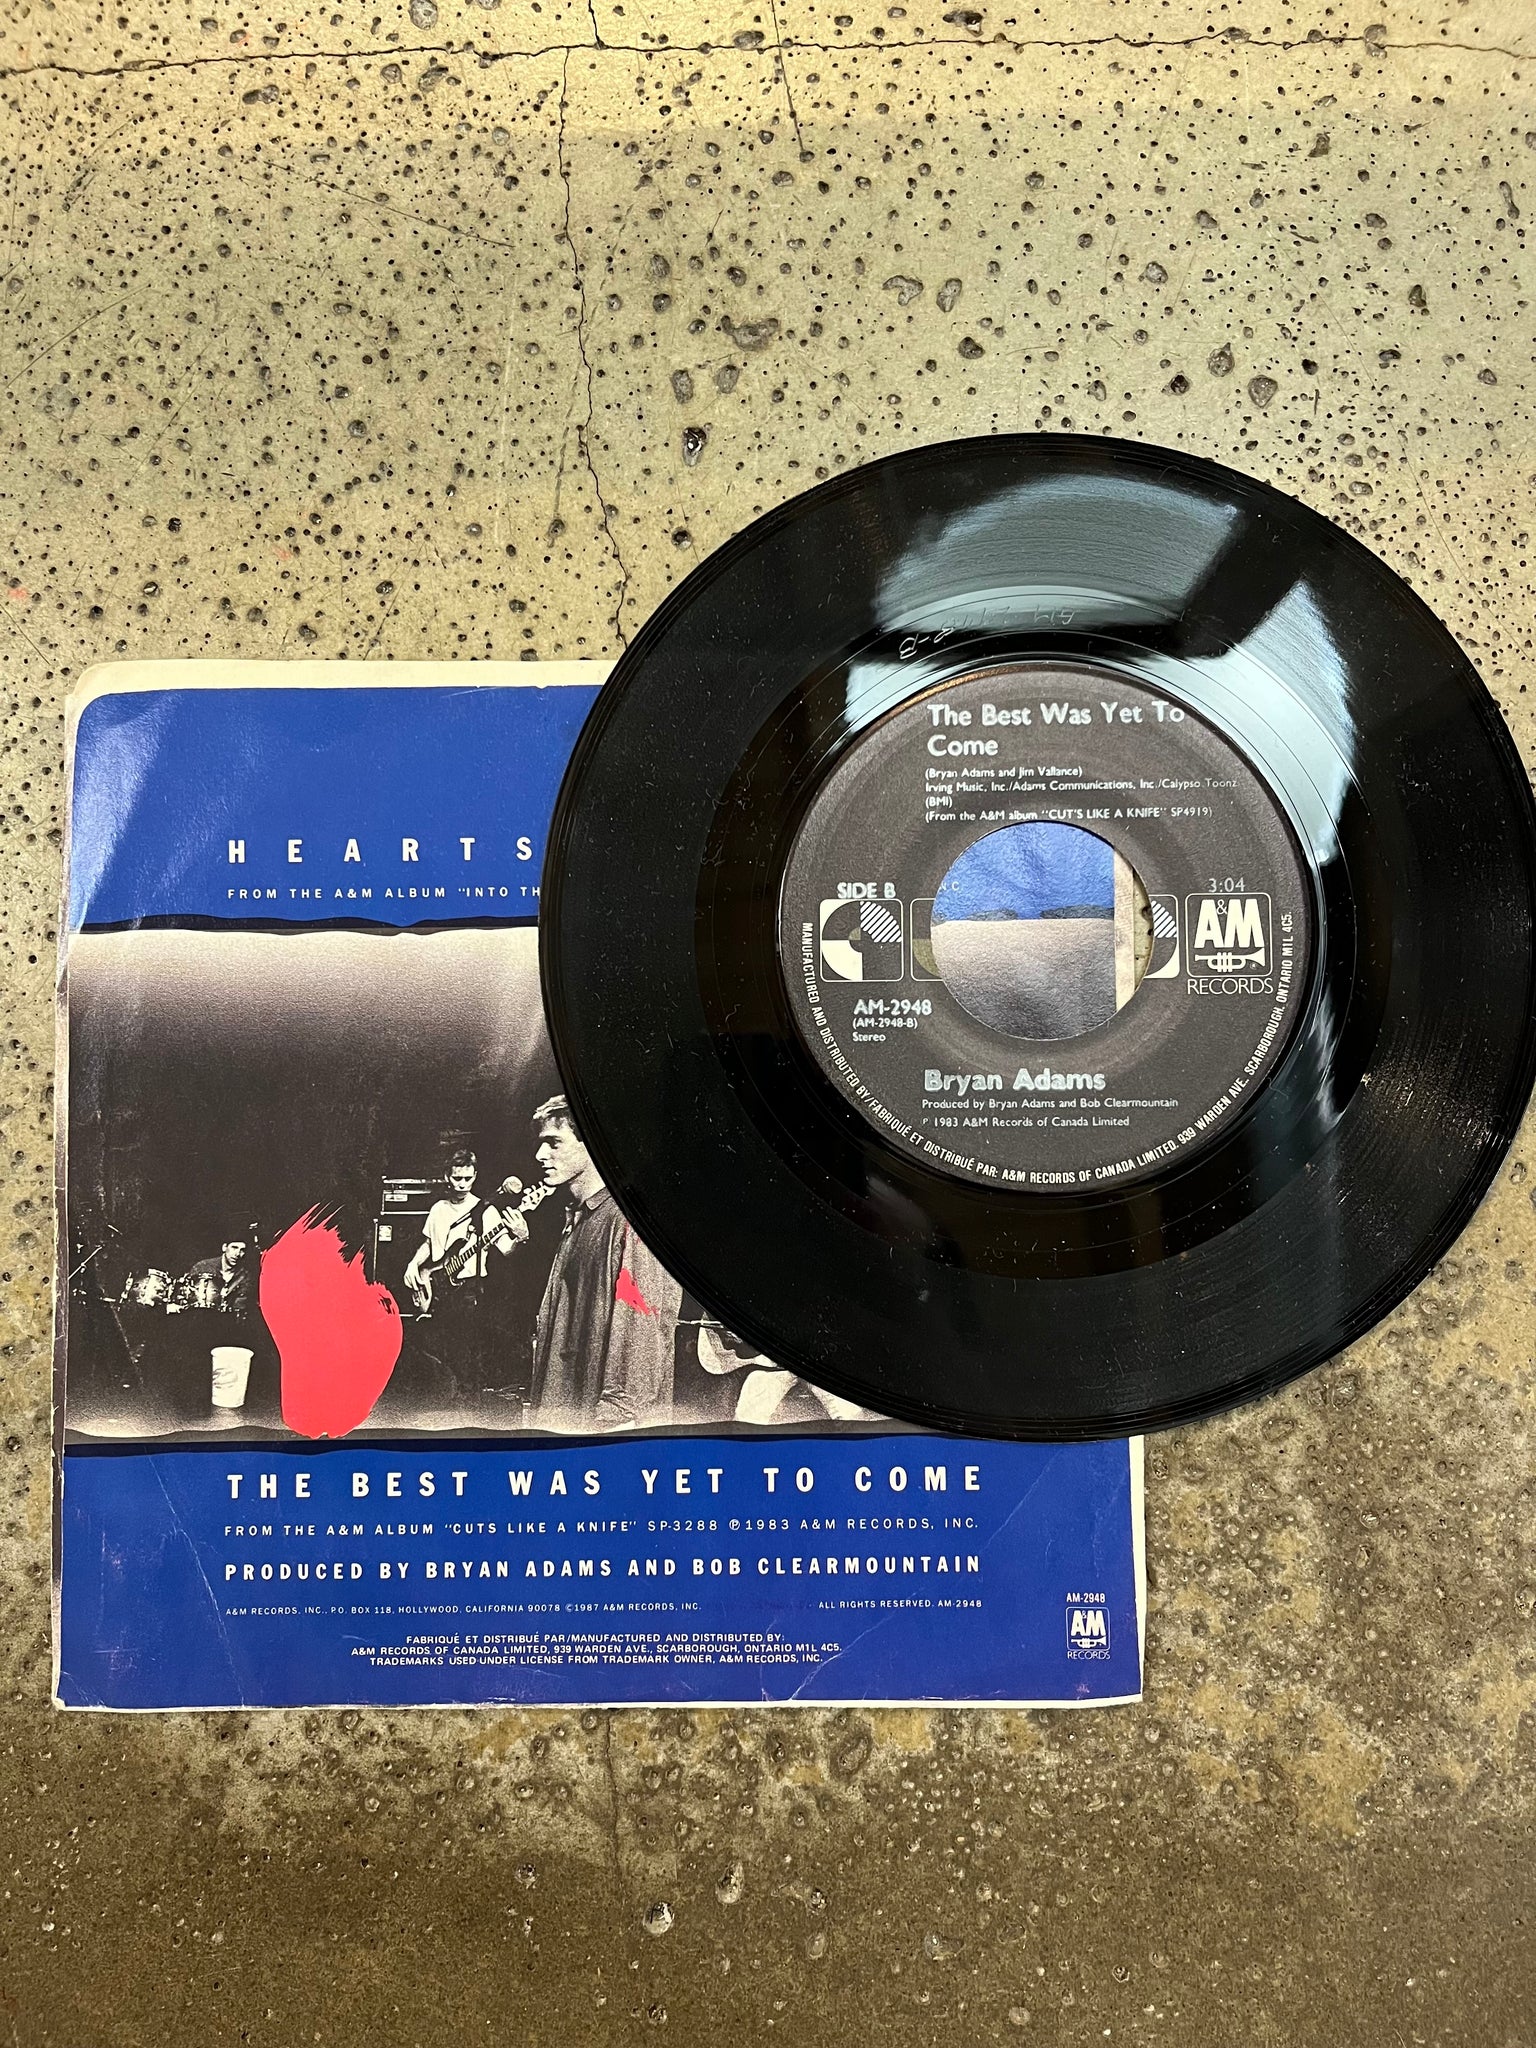 HEARTS
FROM THE A&M ALBUM "INTO TH
THE BEST WAS YET TO COME
FROM THE A&M ALBUM "CUTS LIKE A KNIFE" SP-3288 ℗1983 A&M RECORDS, INC.
PRODUCED BY BRYAN ADAMS AND BOB CLEARMOUNTAIN
A&M RECORDS, INC., P.O. BOX 118, HOLLYWOOD, CALIFORNIA 90078 ©1987 A&M RECORDS, INC. ALL RIGHTS RESERVED. AM-2948
FABRIQUÉ ET DISTRIBUÉ PAR/MANUFACTURED AND DISTRIBUTED BY:
A&M RECORDS OF CANADA LIMITED, 939 WARDEN AVE., SCARBOROUGH, ONTARIO M1L 4C5.
TRADEMARKS USED UNDER LICENSE FROM TRADEMARK OWNER, A&M RECORDS, INC.
AM-2948
A&M
RECORDS
The Best Was Yet To
Come
(Bryan Adams and Jim Vallance)
Irving Music, Inc./Adams Communications, Inc./Calypso Toonz
(BMI)
(From the A&M album "CUT'S LIKE A KNIFE" SP4919)
SIDE B
3:04
A&M
RECORDS
AM-2948
(AM-2948-B)
Stereo
Bryan Adams
Produced by Bryan Adams and Bob Clearmountain
℗ 1983 A&M Records of Canada Limited
MANUFACTURED AND DISTRIBUTED BY/FABRIQUÉ ET DISTRIBUÉ PAR: A&M RECORDS OF CANADA LIMITED, 939 WARDEN AVE. SCARBOROUGH, ONTARIO M1L 4C5.